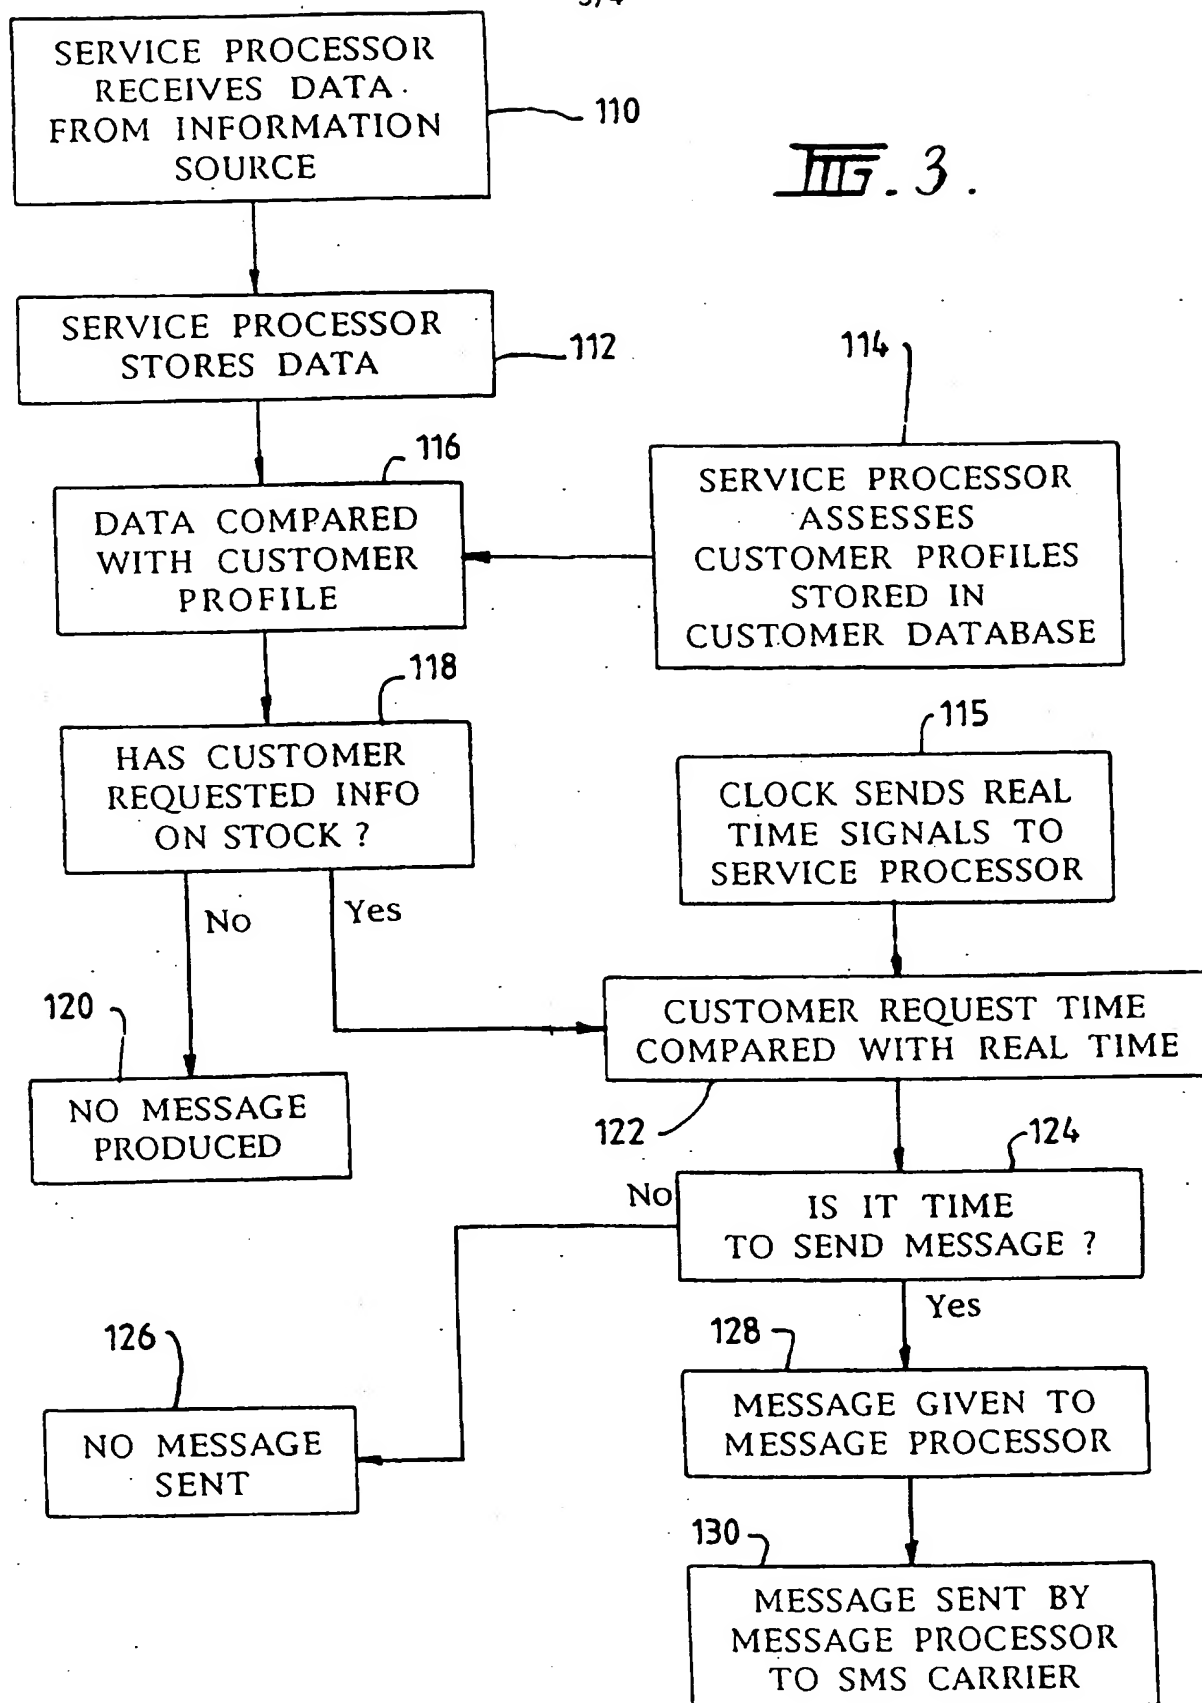 3/4
SERVICE PROCESSOR
RECEIVES DATA
FROM INFORMATION
SOURCE
110
FIG. 3.
SERVICE PROCESSOR
STORES DATA
112
114
116
DATA COMPARED
WITH CUSTOMER
PROFILE
SERVICE PROCESSOR
ASSESSES
CUSTOMER PROFILES
STORED IN
CUSTOMER DATABASE
118
HAS CUSTOMER
REQUESTED INFO
ON STOCK ?
115
CLOCK SENDS REAL
TIME SIGNALS TO
SERVICE PROCESSOR
No
Yes
120
NO MESSAGE
PRODUCED
CUSTOMER REQUEST TIME
COMPARED WITH REAL TIME
122
124
No
IS IT TIME
TO SEND MESSAGE ?
Yes
126
NO MESSAGE
SENT
128
MESSAGE GIVEN TO
MESSAGE PROCESSOR
130
MESSAGE SENT BY
MESSAGE PROCESSOR
TO SMS CARRIER